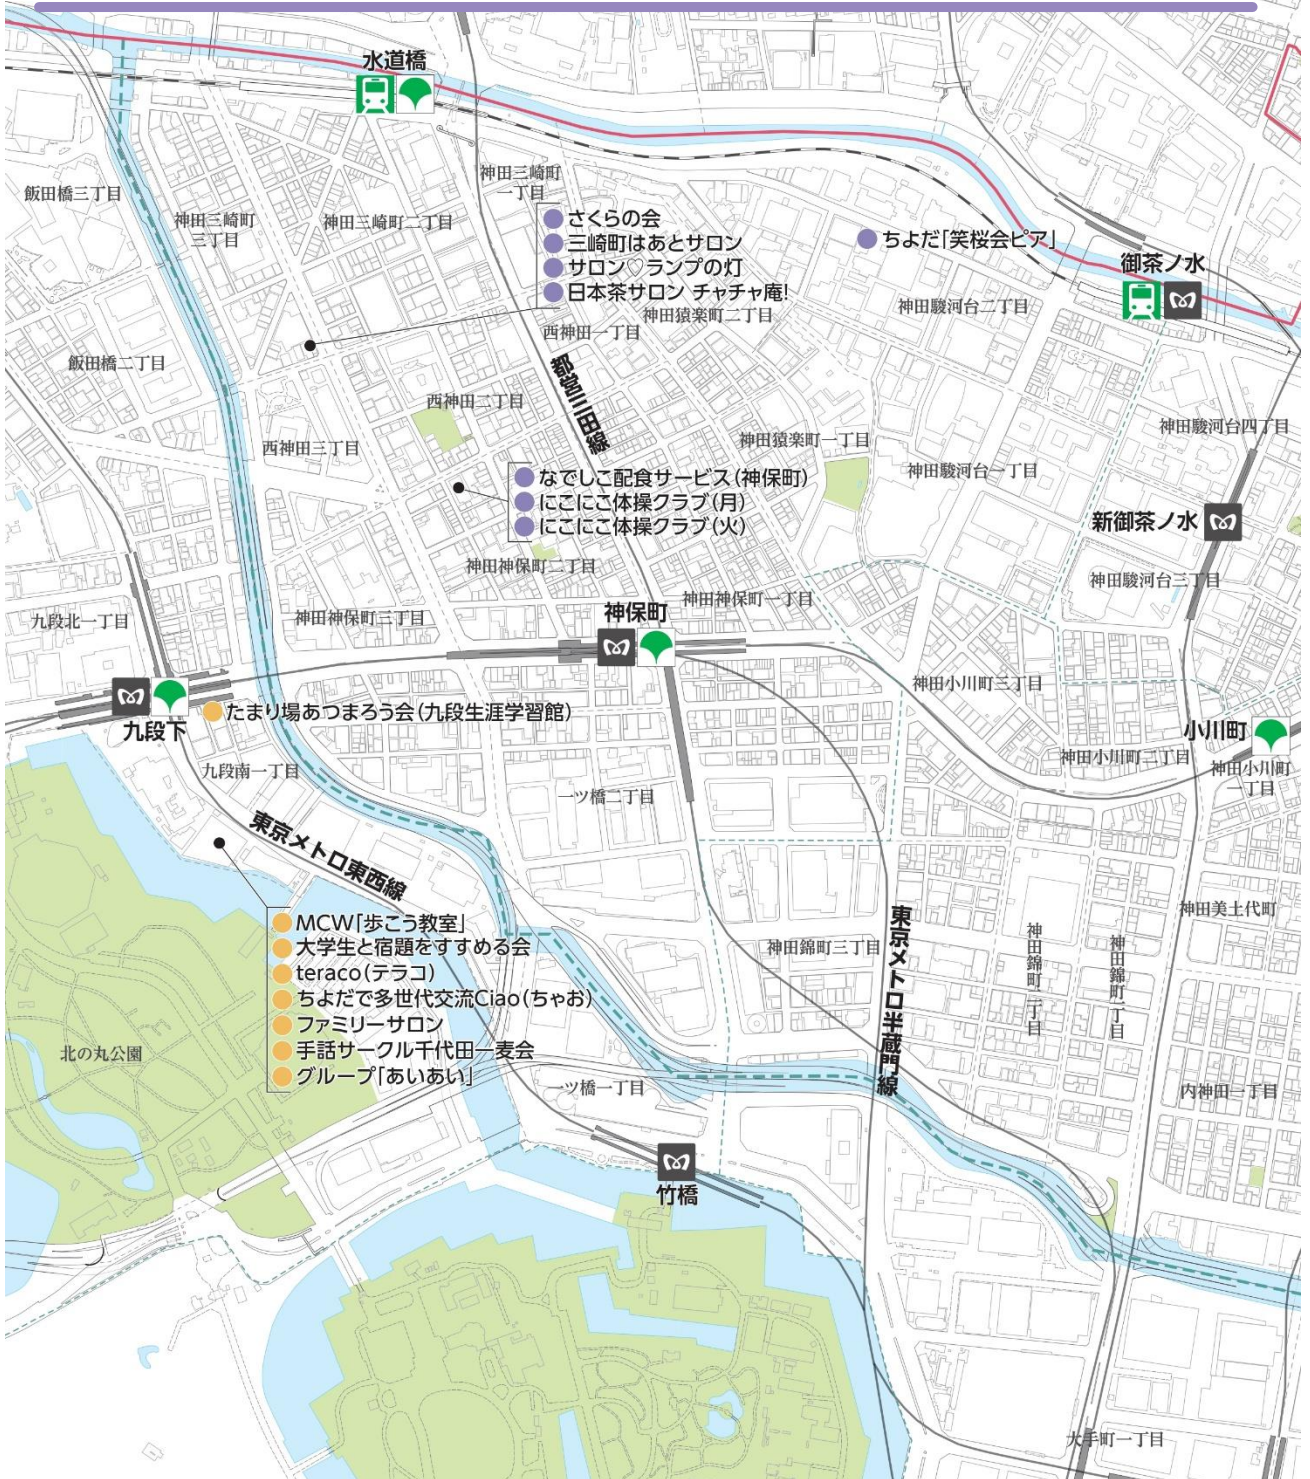 水道橋
飯田橋三丁目
神田三崎町
三丁目
神田三崎町二丁目
神田三崎町
一丁目
さくらの会
三崎町はあとサロン
サロン♡ランプの灯
日本茶サロン チャチャ庵!
ちよだ「笑桜会ピア」
御茶ノ水
神田駿河台二丁目
神田猿楽町二丁目
西神田一丁目
飯田橋二丁目
都営三田線
西神田二丁目
西神田三丁目
神田猿楽町一丁目
神田駿河台四丁目
神田駿河台一丁目
なでしこ配食サービス(神保町)
にこにこ体操クラブ(月)
にこにこ体操クラブ(火)
新御茶ノ水
神田神保町二丁目
神田駿河台三丁目
九段北一丁目
神田神保町三丁目
神田神保町一丁目
神保町
神田小川町三丁目
九段下
たまり場あつまろう会(九段生涯学習館)
小川町
神田小川町二丁目
神田小川町
一丁目
九段南一丁目
一ツ橋二丁目
東京メトロ東西線
MCW「歩こう教室」
大学生と宿題をすすめる会
teraco(テラコ)
ちよだで多世代交流Ciao(ちゃお)
ファミリーサロン
手話サークル千代田一麦会
グループ「あいあい」
神田錦町三丁目
東京メトロ半蔵門線
神田錦町二丁目
神田錦町一丁目
神田美土代町
北の丸公園
一ツ橋一丁目
内神田一丁目
竹橋
大手町一丁目